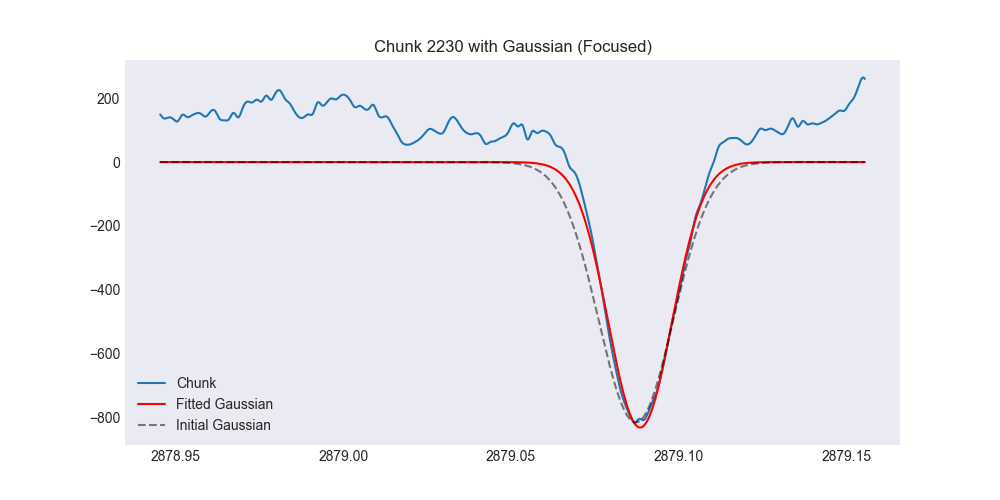 Chunk 2230 with Gaussian (Focused)
200
0
−200
−400
−600
−800
Chunk
Fitted Gaussian
Initial Gaussian
2878.95 2879.00 2879.05 2879.10 2879.15